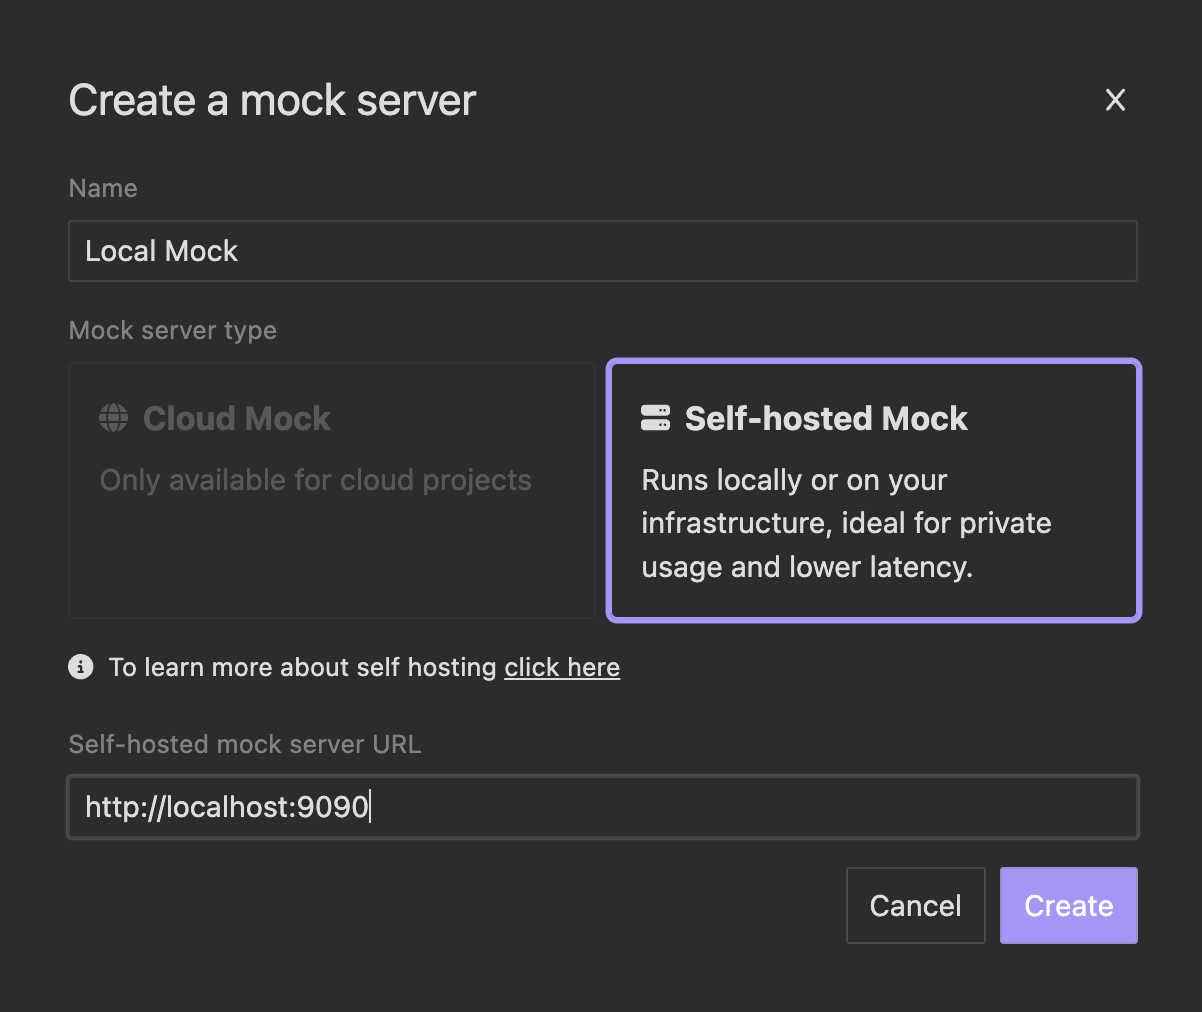 Create a mock server
Name
Local Mock
Mock server type
Cloud Mock
Only available for cloud projects
Self-hosted Mock
Runs locally or on your
infrastructure, ideal for private
usage and lower latency.
To learn more about self hosting click here
Self-hosted mock server URL
http://localhost:9090
Cancel
Create